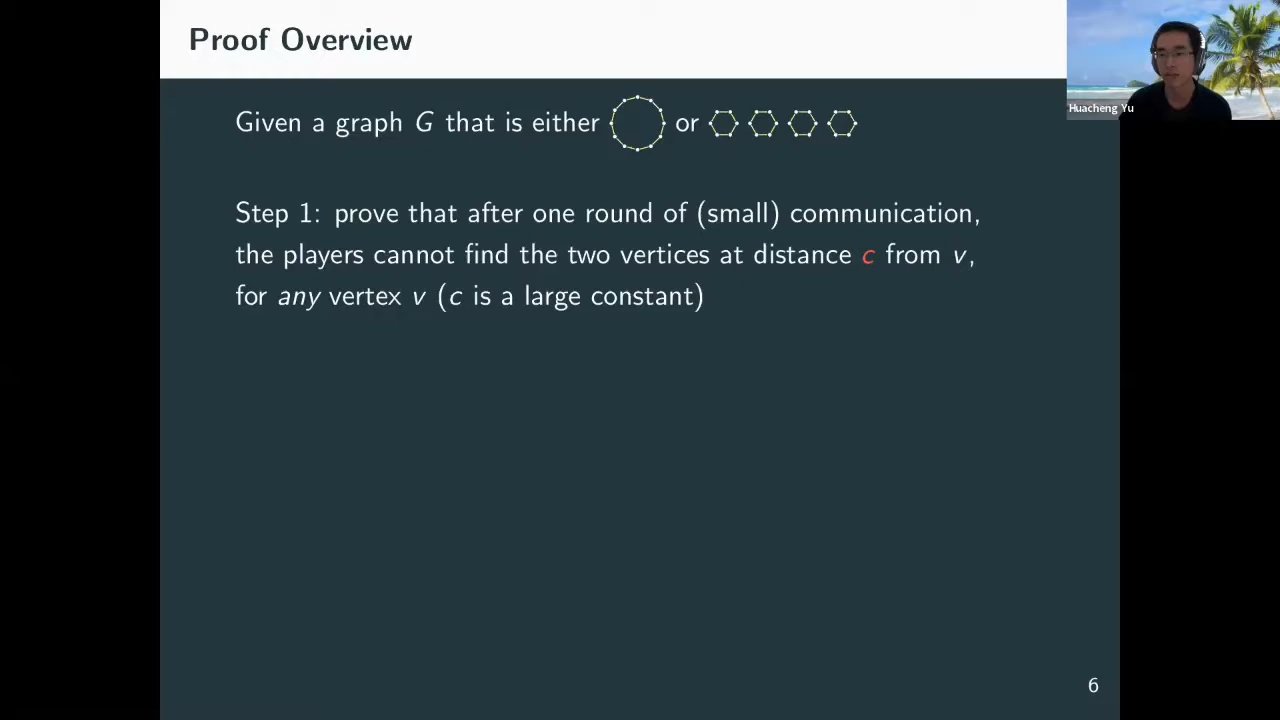 Proof Overview
Huacheng Yu
Given a graph G that is either or
Step 1: prove that after one round of (small) communication,
the players cannot find the two vertices at distance c from v,
for any vertex v (c is a large constant)
6